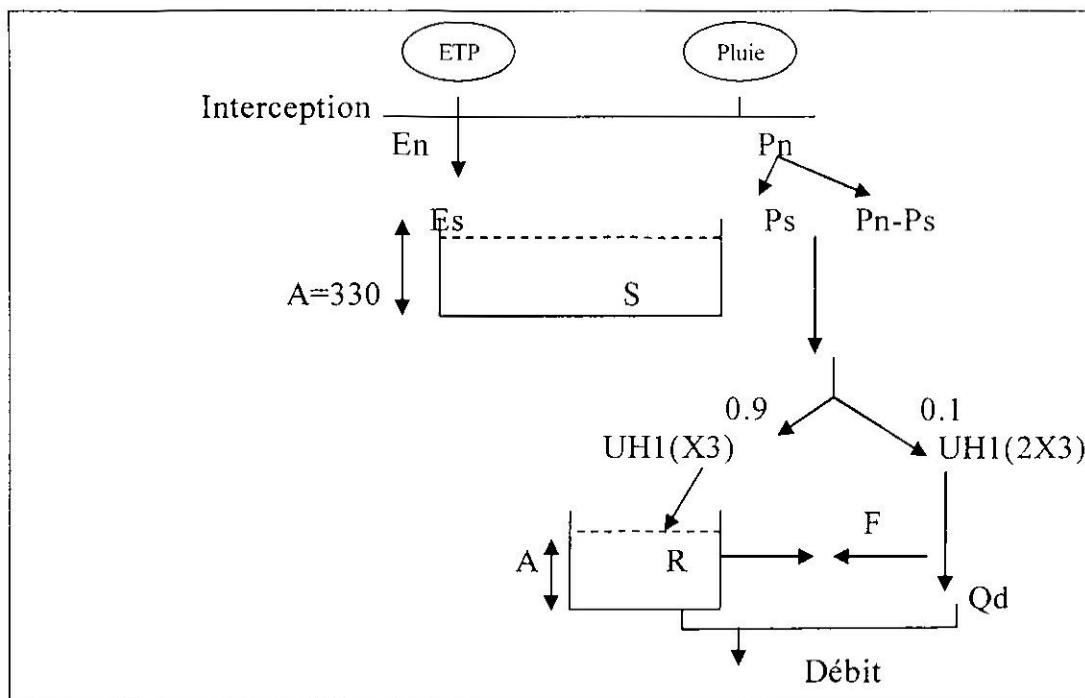 ETP Pluie
Interception
En Pn
Es Ps Pn-Ps
A=330 S
0.9 0.1
UH1(X3) UH1(2X3)
F
A R
Qd
Débit